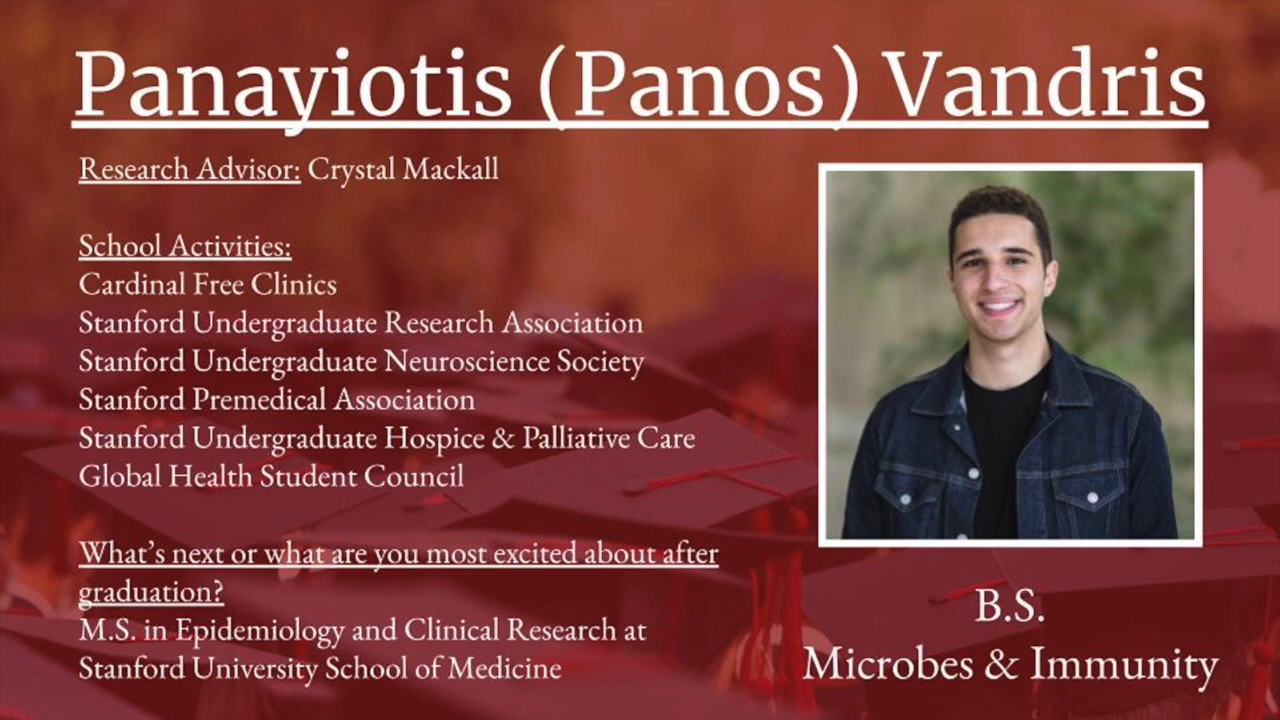 Panayiotis (Panos) Vandris
Research Advisor: Crystal Mackall
School Activities:
Cardinal Free Clinics
Stanford Undergraduate Research Association
Stanford Undergraduate Neuroscience Society
Stanford Premedical Association
Stanford Undergraduate Hospice & Palliative Care
Global Health Student Council
What’s next or what are you most excited about after
graduation?
M.S. in Epidemiology and Clinical Research at
Stanford University School of Medicine
B.S.
Microbes & Immunity